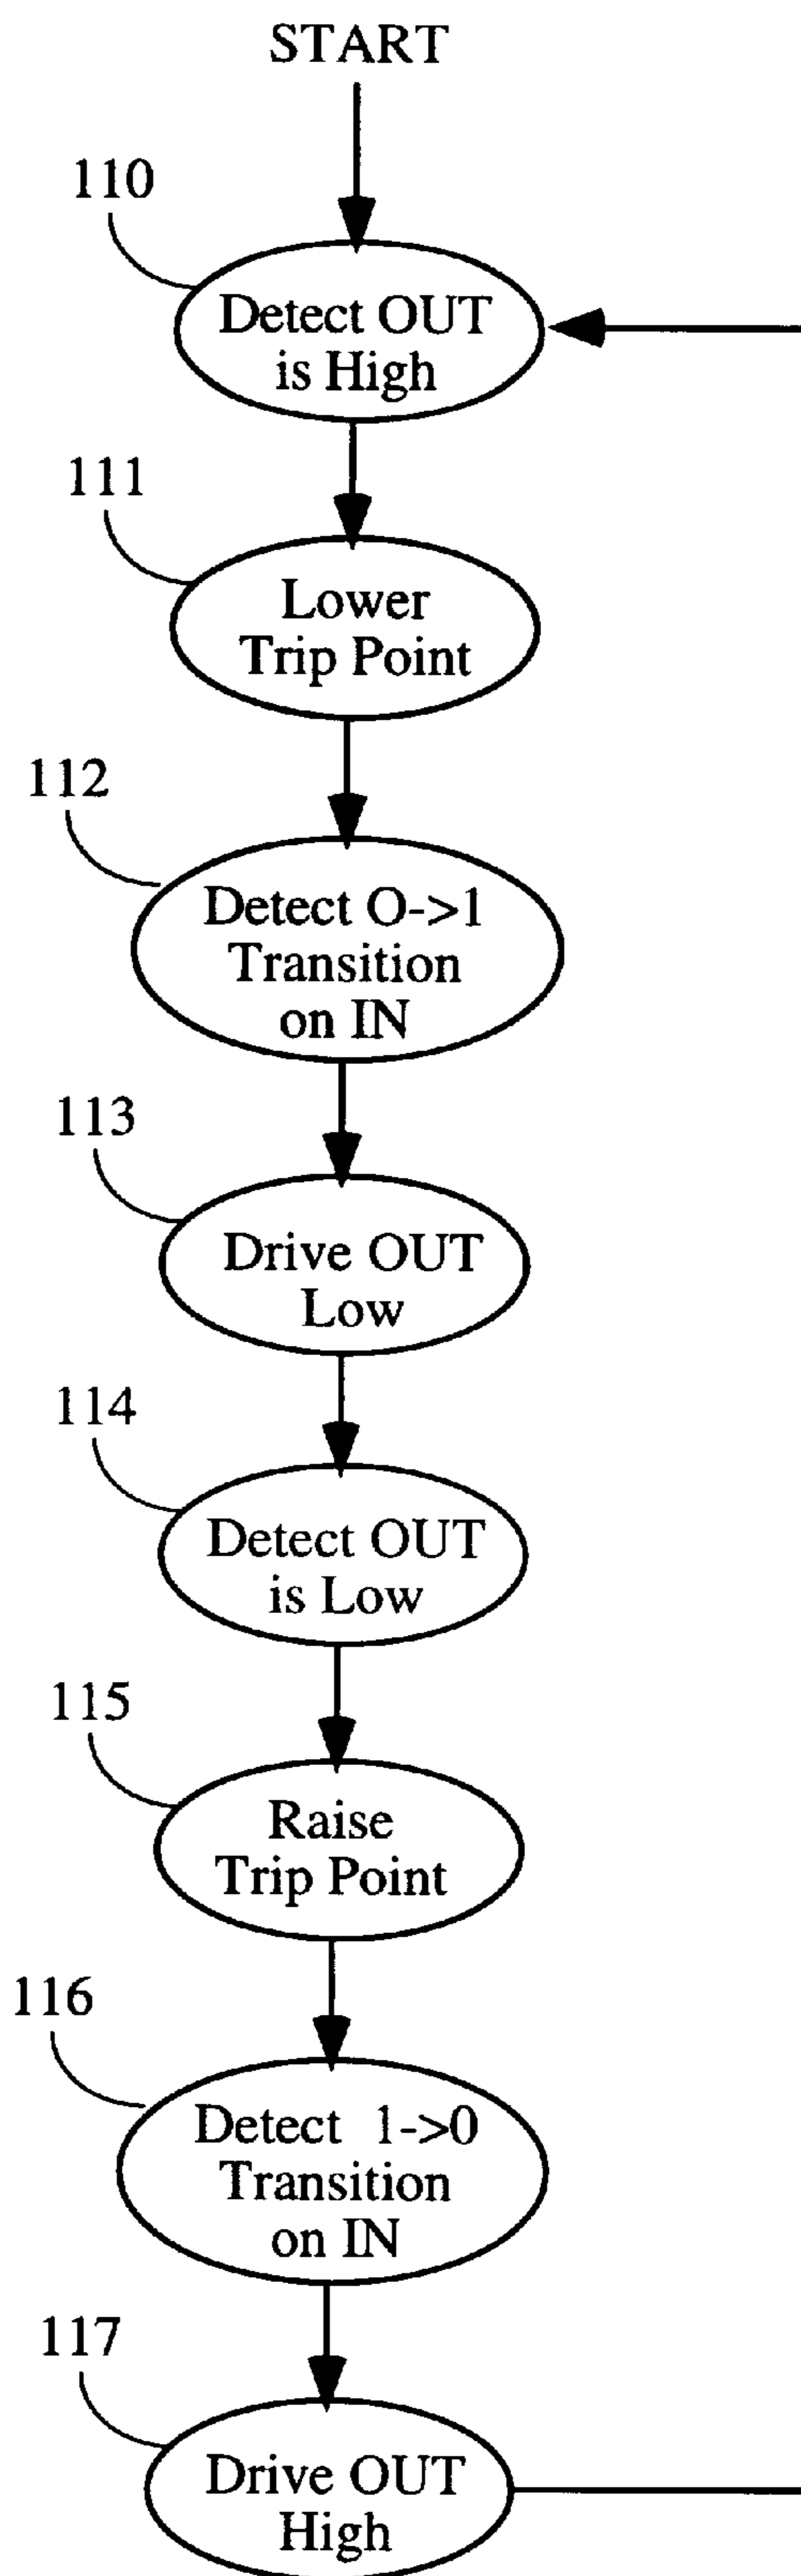 START
110
Detect OUT
is High
111
Lower
Trip Point
112
Detect O->1
Transition
on IN
113
Drive OUT
Low
114
Detect OUT
is Low
115
Raise
Trip Point
116
Detect 1->0
Transition
on IN
117
Drive OUT
High